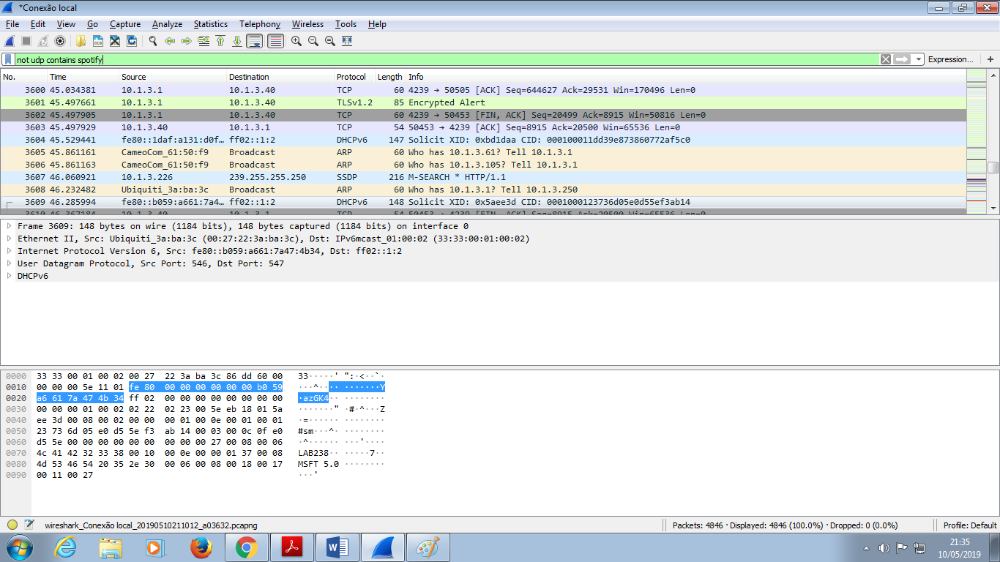 *Conexão local
File Edit View Go Capture Analyze Statistics Telephony Wireless Tools Help
not udp contains spotify
Expression... +
No. Time Source Destination Protocol Length Info
3600 45.034381 10.1.3.1 10.1.3.40 TCP 60 4239 → 50505 [ACK] Seq=644627 Ack=29531 Win=170496 Len=0
3601 45.497661 10.1.3.1 10.1.3.40 TLSv1.2 85 Encrypted Alert
3602 45.497905 10.1.3.1 10.1.3.40 TCP 60 4239 → 50453 [FIN, ACK] Seq=20499 Ack=8915 Win=50816 Len=0
3603 45.497929 10.1.3.40 10.1.3.1 TCP 54 50453 → 4239 [ACK] Seq=8915 Ack=20500 Win=65536 Len=0
3604 45.529441 fe80::1daf:a131:d0f… ff02::1:2 DHCPv6 147 Solicit XID: 0xbd1daa CID: 000100011dd39e873860772af5c0
3605 45.861161 CameoCom_61:50:f9 Broadcast ARP 60 Who has 10.1.3.61? Tell 10.1.3.1
3606 45.861163 CameoCom_61:50:f9 Broadcast ARP 60 Who has 10.1.3.105? Tell 10.1.3.1
3607 46.060921 10.1.3.226 239.255.255.250 SSDP 216 M-SEARCH * HTTP/1.1
3608 46.232482 Ubiquiti_3a:ba:3c Broadcast ARP 60 Who has 10.1.3.1? Tell 10.1.3.250
3609 46.285994 fe80::b059:a661:7a4… ff02::1:2 DHCPv6 148 Solicit XID: 0x5aee3d CID: 0001000123736d05e0d55ef3ab14
3610 46.367184 10.1.3.40 10.1.3.1 TCP 54 50453 → 4239 [FIN, ACK] Seq=8915 Ack=20500 Win=65536 Len=0
Frame 3609: 148 bytes on wire (1184 bits), 148 bytes captured (1184 bits) on interface 0
Ethernet II, Src: Ubiquiti_3a:ba:3c (00:27:22:3a:ba:3c), Dst: IPv6mcast_01:00:02 (33:33:00:01:00:02)
Internet Protocol Version 6, Src: fe80::b059:a661:7a47:4b34, Dst: ff02::1:2
User Datagram Protocol, Src Port: 546, Dst Port: 547
DHCPv6
0000 33 33 00 01 00 02 00 27 22 3a ba 3c 86 dd 60 00 33·····' ":·<··`·
0010 00 00 00 5e 11 01 fe 80 00 00 00 00 00 00 b0 59 ···^···· ·······Y
0020 a6 61 7a 47 4b 34 ff 02 00 00 00 00 00 00 00 00 ·azGK4·· ········
0030 00 00 00 01 00 02 02 22 02 23 00 5e eb 18 01 5a ·······" ·#·^···Z
0040 ee 3d 00 08 00 02 00 00 00 01 00 0e 00 01 00 01 ·=······ ········
0050 23 73 6d 05 e0 d5 5e f3 ab 14 00 03 00 0c 0f e0 #sm···^· ········
0060 d5 5e 00 00 00 00 00 00 00 00 00 27 00 08 00 06 ·^······ ···'····
0070 4c 41 42 32 33 38 00 10 00 0e 00 00 01 37 00 08 LAB238·· ·····7··
0080 4d 53 46 54 20 35 2e 30 00 06 00 08 00 18 00 17 MSFT 5.0 ········
0090 00 11 00 27 ···'
wireshark_Conexão local_20190510211012_a03632.pcapng
Packets: 4846 · Displayed: 4846 (100.0%) · Dropped: 0 (0.0%)
Profile: Default
21:35
10/05/2019